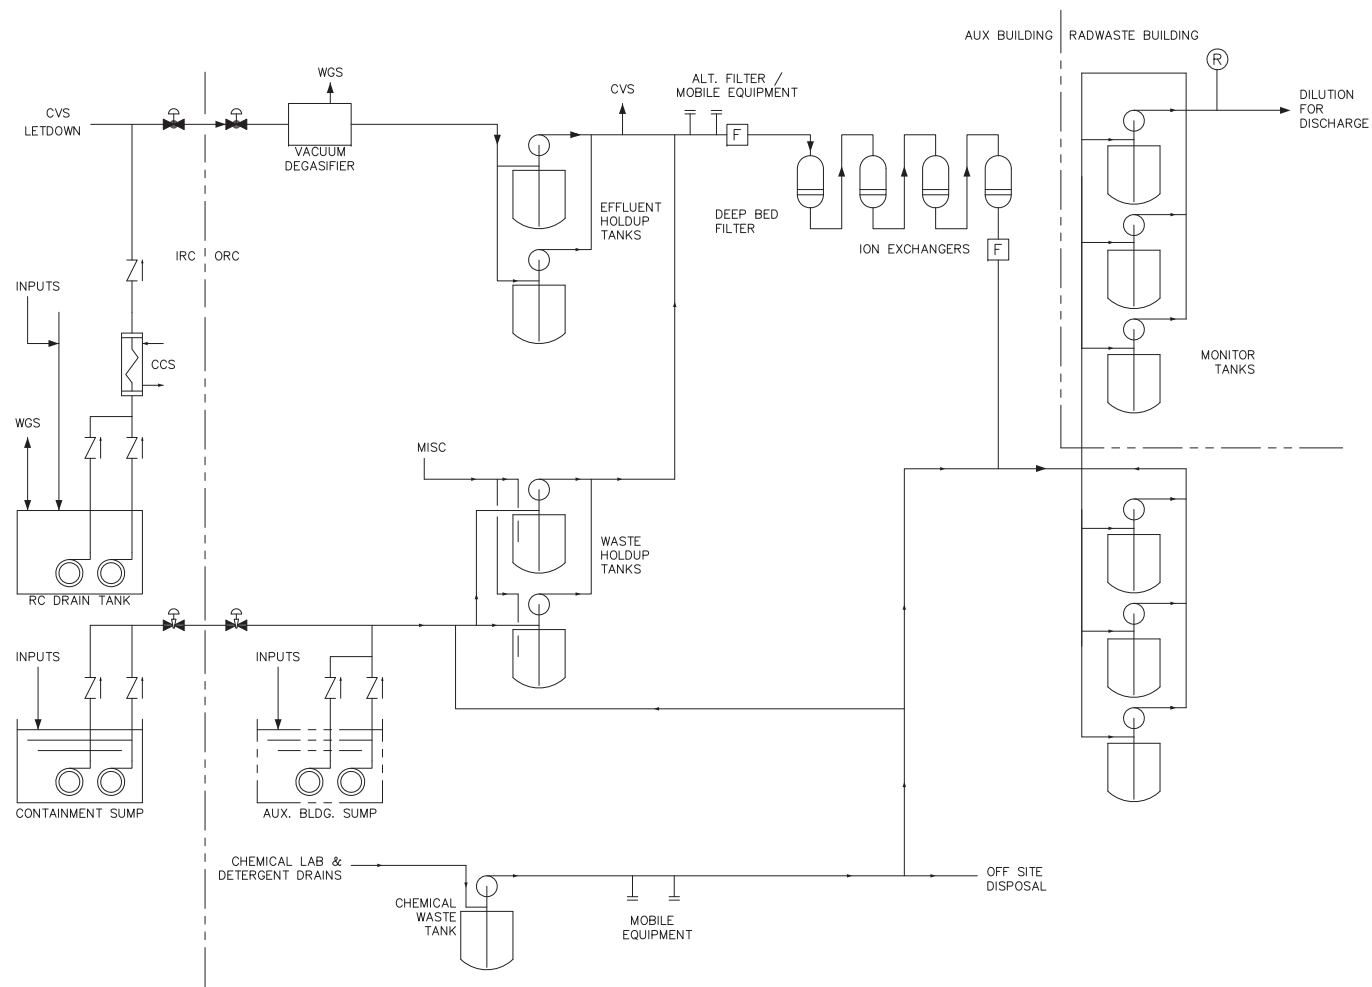 AUX BUILDING
RADWASTE BUILDING
R
WGS
CVS
ALT. FILTER /
MOBILE EQUIPMENT
DILUTION
FOR
DISCHARGE
CVS
LETDOWN
F
VACUUM
DEGASIFIER
EFFLUENT
HOLDUP
TANKS
DEEP BED
FILTER
ION EXCHANGERS
F
IRC
ORC
INPUTS
CCS
MONITOR
TANKS
WGS
MISC
WASTE
HOLDUP
TANKS
RC DRAIN TANK
INPUTS
INPUTS
CONTAINMENT SUMP
AUX. BLDG. SUMP
CHEMICAL LAB &
DETERGENT DRAINS
OFF SITE
DISPOSAL
CHEMICAL
WASTE
TANK
MOBILE
EQUIPMENT